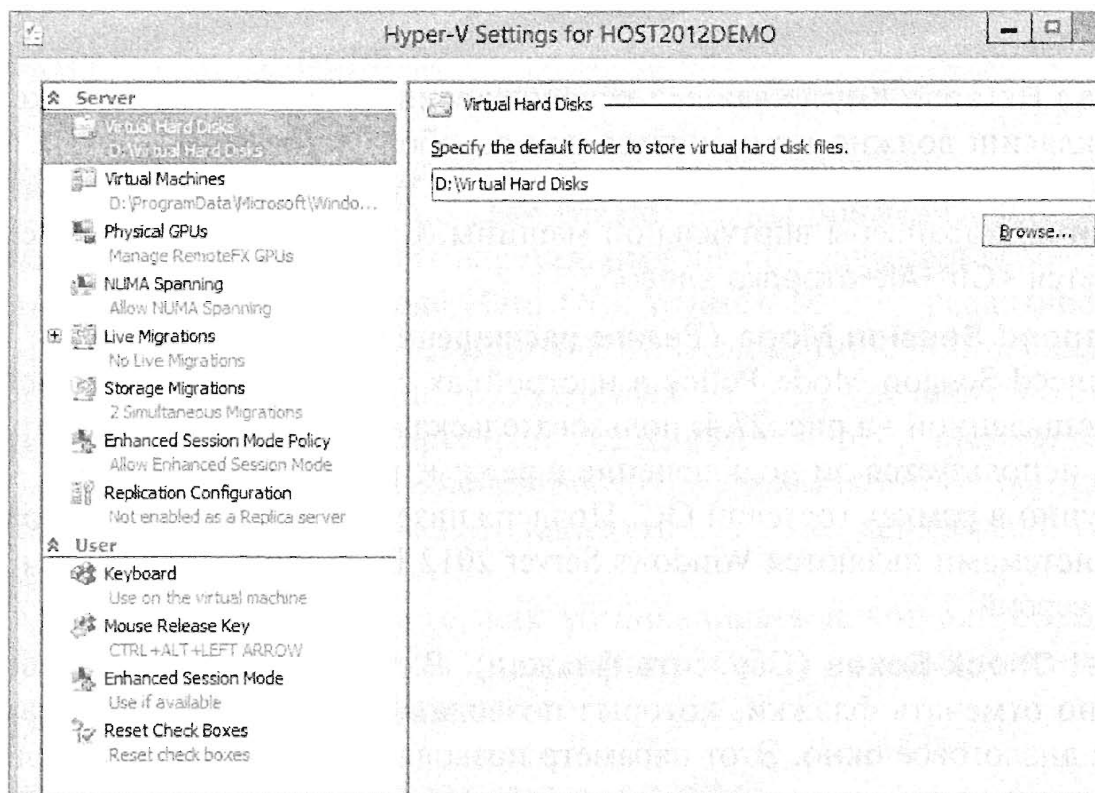 Hyper-V Settings for HOST2012DEMO
Server
Virtual Hard Disks
D:\Virtual Hard Disks
Virtual Machines
D:\ProgramData\Microsoft\Windo...
Physical GPUs
Manage RemoteFX GPUs
NUMA Spanning
Allow NUMA Spanning
Live Migrations
No Live Migrations
Storage Migrations
2 Simultaneous Migrations
Enhanced Session Mode Policy
Allow Enhanced Session Mode
Replication Configuration
Not enabled as a Replica server
User
Keyboard
Use on the virtual machine
Mouse Release Key
CTRL+ALT+LEFT ARROW
Enhanced Session Mode
Use if available
Reset Check Boxes
Reset check boxes
Virtual Hard Disks
Specify the default folder to store virtual hard disk files.
D:\Virtual Hard Disks
Browse...